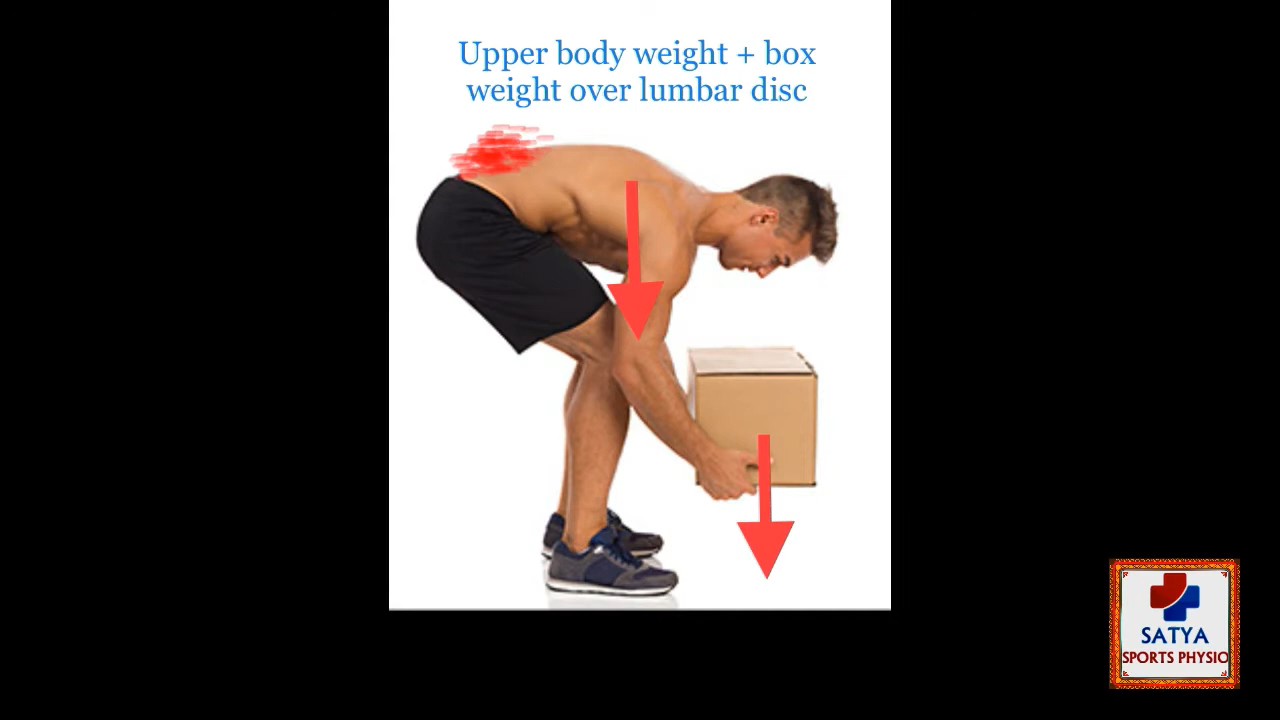 Upper body weight + box
weight over lumbar disc
SATYA
SPORTS PHYSIO